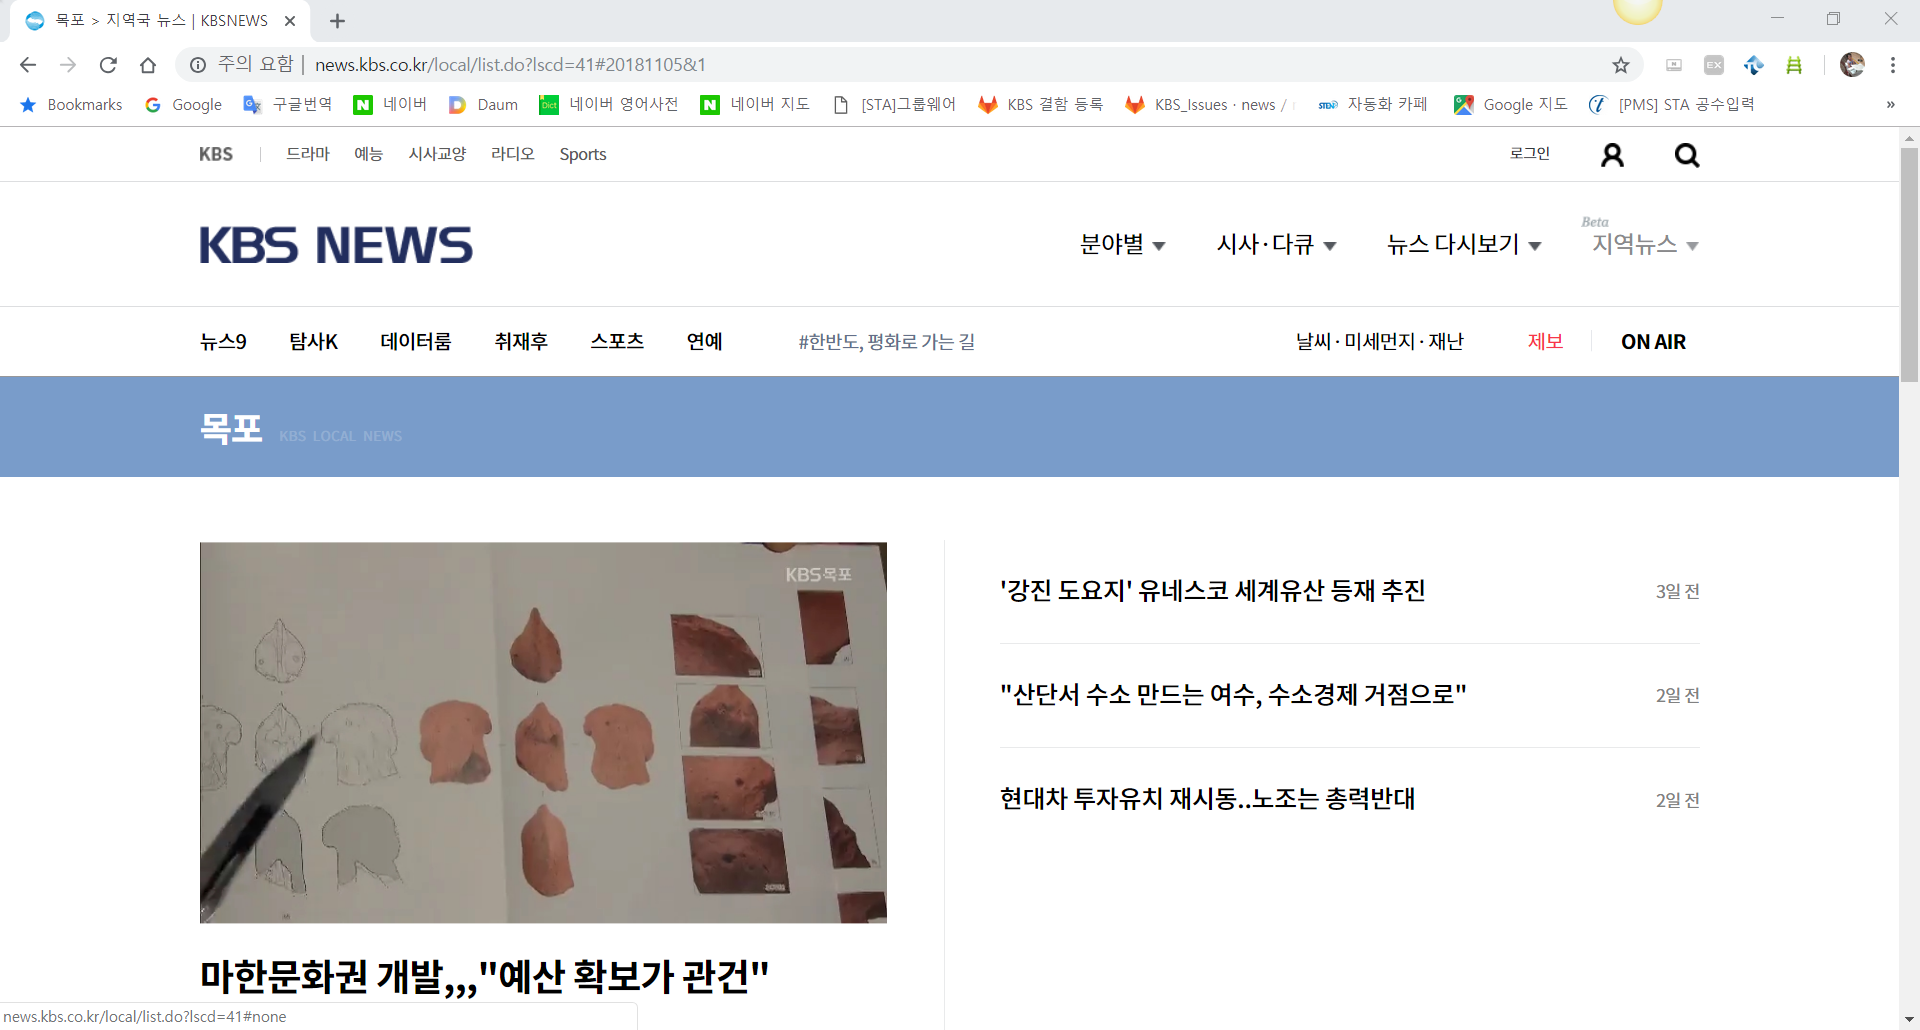 목포 > 지역국 뉴스 | KBSNEWS
주의 요함 | news.kbs.co.kr/local/list.do?lscd=41#20181105&1
EX
Bookmarks Google 구글번역 네이버 Daum 네이버 영어사전 네이버 지도 [STA]그룹웨어 KBS 결함 등록 KBS_Issues · news / 자동화 카페 Google 지도 [PMS] STA 공수입력 »
KBS 드라마 예능 시사교양 라디오 Sports 로그인
Beta
KBS NEWS 분야별 시사·다큐 뉴스 다시보기 지역뉴스
뉴스9 탐사K 데이터룸 취재후 스포츠 연예 #한반도, 평화로 가는 길 날씨·미세먼지·재난 제보 ON AIR
목포 KBS LOCAL NEWS
KBS목포
'강진 도요지' 유네스코 세계유산 등재 추진 3일 전
"산단서 수소 만드는 여수, 수소경제 거점으로" 2일 전
현대차 투자유치 재시동..노조는 총력반대 2일 전
마한문화권 개발,,,"예산 확보가 관건"
news.kbs.co.kr/local/list.do?lscd=41#none